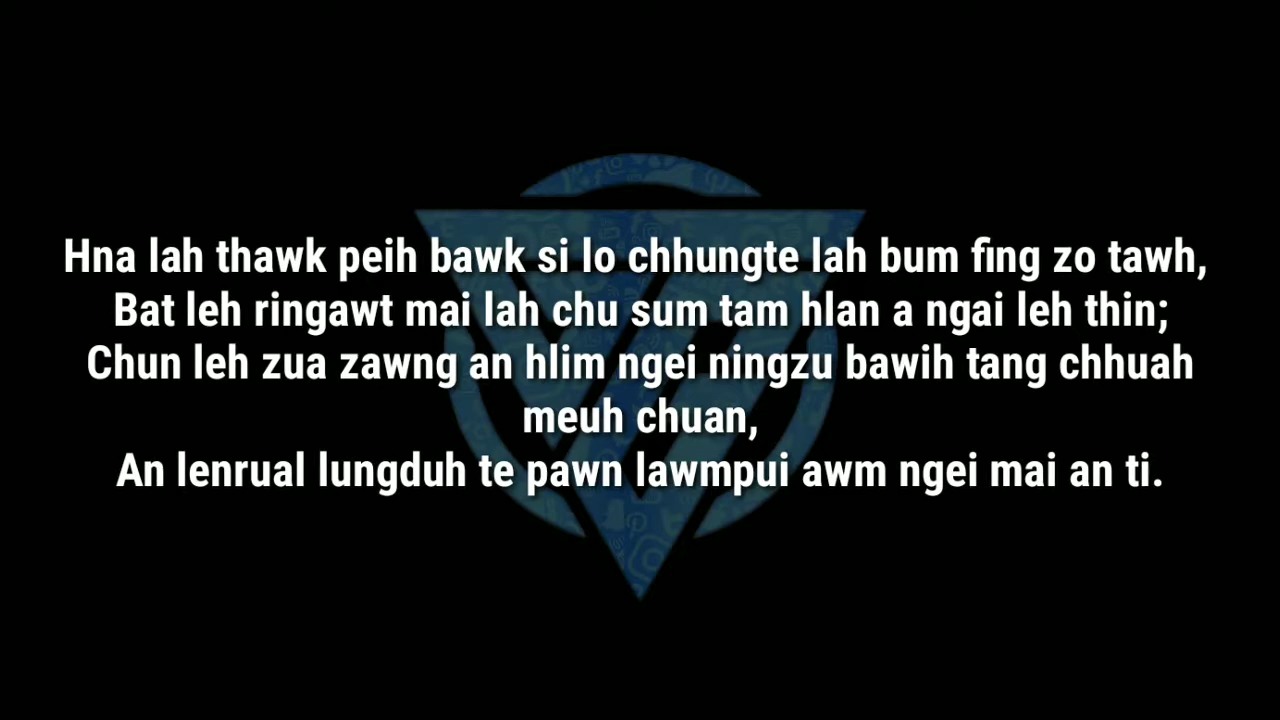 Hna lah thawk peih bawk si lo chhungte lah bum fing zo tawh,
Bat leh ringawt mai lah chu sum tam hlan a ngai leh thin;
Chun leh zua zawng an hlim ngei ningzu bawih tang chhuah
meuh chuan,
An lenrual lungduh te pawn lawmpui awm ngei mai an ti.